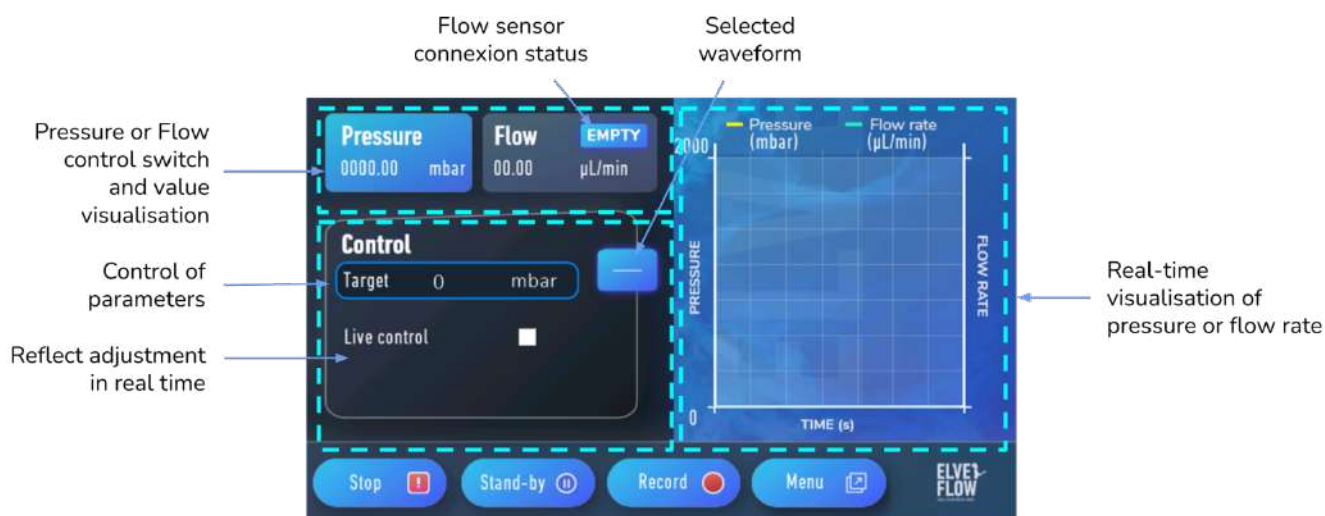 Flow sensor
connexion status
Selected
waveform
Pressure or Flow
control switch
and value
visualisation
Control of
parameters
Reflect adjustment
in real time
Pressure
0000.00 mbar
Flow EMPTY
00.00 µL/min
Control
Target 0 mbar
Live control
Pressure
(mbar)
Flow rate
(µL/min)
2000
PRESSURE
FLOW RATE
0
TIME (s)
Real-time
visualisation of
pressure or flow rate
Stop
Stand-by
Record
Menu
ELVE
FLOW